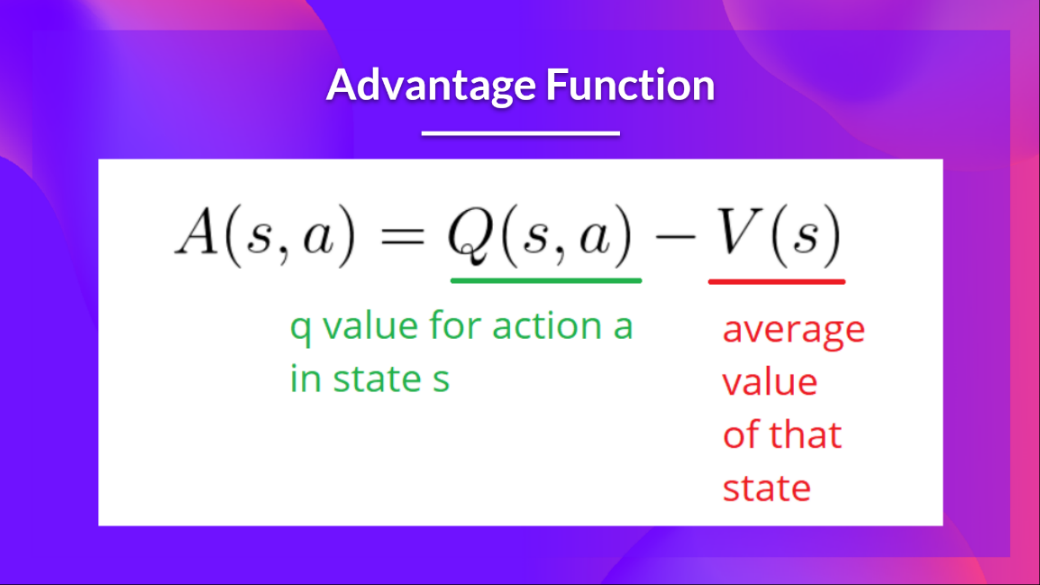 Advantage Function
A(s, a) = Q(s, a) − V(s)
q value for action a
in state s
average
value
of that
state